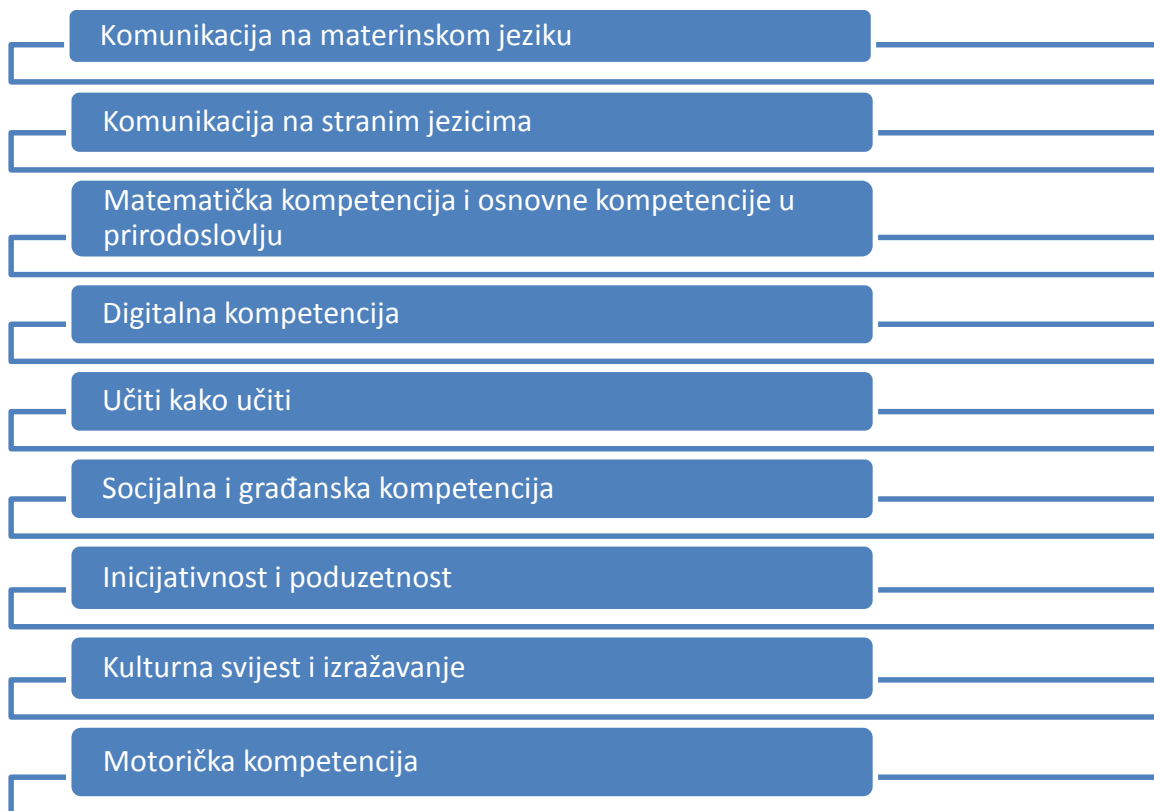 Komunikacija na materinskom jeziku
Komunikacija na stranim jezicima
Matematička kompetencija i osnovne kompetencije u
prirodoslovlju
Digitalna kompetencija
Učiti kako učiti
Socijalna i građanska kompetencija
Inicijativnost i poduzetnost
Kulturna svijest i izražavanje
Motorička kompetencija